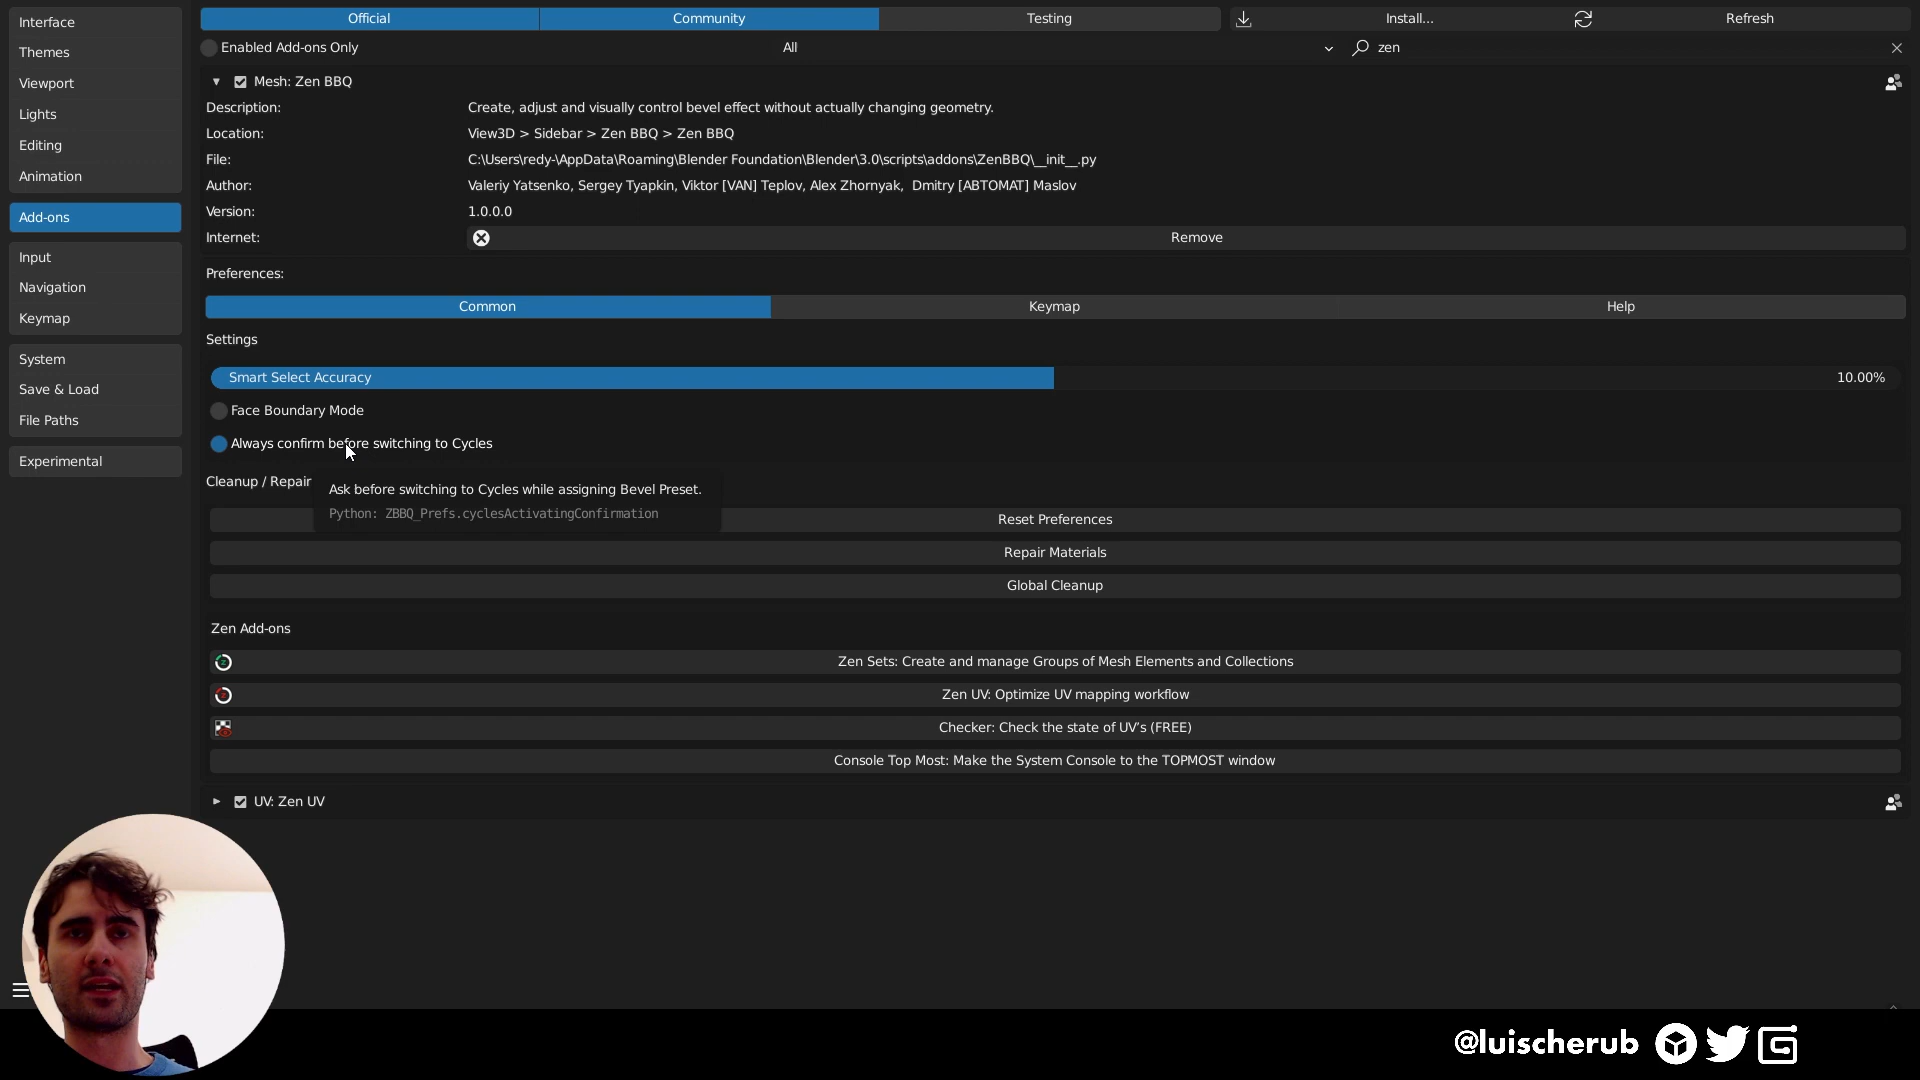 Interface
Themes
Viewport
Lights
Editing
Animation
Add-ons
Input
Navigation
Keymap
System
Save & Load
File Paths
Experimental
Official Community Testing Install... Refresh
Enabled Add-ons Only All zen
Mesh: Zen BBQ
Description: Create, adjust and visually control bevel effect without actually changing geometry.
Location: View3D > Sidebar > Zen BBQ > Zen BBQ
File: C:\Users\redy-\AppData\Roaming\Blender Foundation\Blender\3.0\scripts\addons\ZenBBQ\__init__.py
Author: Valeriy Yatsenko, Sergey Tyapkin, Viktor [VAN] Teplov, Alex Zhornyak, Dmitry [ABTOMAT] Maslov
Version: 1.0.0.0
Internet: Remove
Preferences:
Common Keymap Help
Settings
Smart Select Accuracy 10.00%
Face Boundary Mode
Always confirm before switching to Cycles
Cleanup / Repair
Ask before switching to Cycles while assigning Bevel Preset.
Python: ZBBQ_Prefs.cyclesActivatingConfirmation
Reset Preferences
Repair Materials
Global Cleanup
Zen Add-ons
Zen Sets: Create and manage Groups of Mesh Elements and Collections
Zen UV: Optimize UV mapping workflow
Checker: Check the state of UV's (FREE)
Console Top Most: Make the System Console to the TOPMOST window
UV: Zen UV
@luischerub